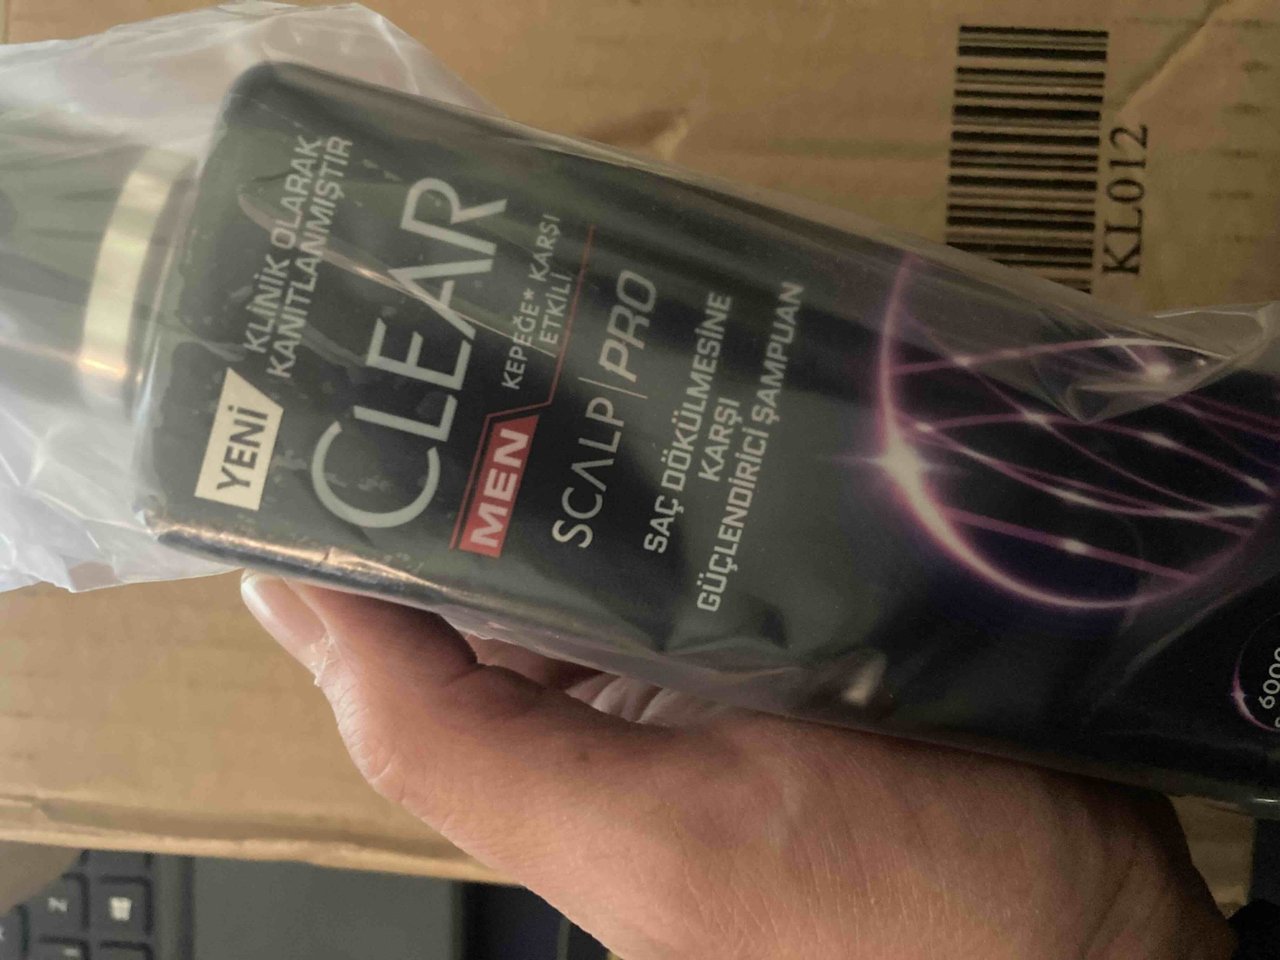 YENİ
KLİNİK OLARAK
KANITLANMIŞTIR
CLEAR
MEN
KEPEĞE* KARŞI
ETKİLİ
SCALP | PRO
SAÇ DÖKÜLMESİNE
KARŞI
GÜÇLENDİRİCİ ŞAMPUAN
KL012
Z